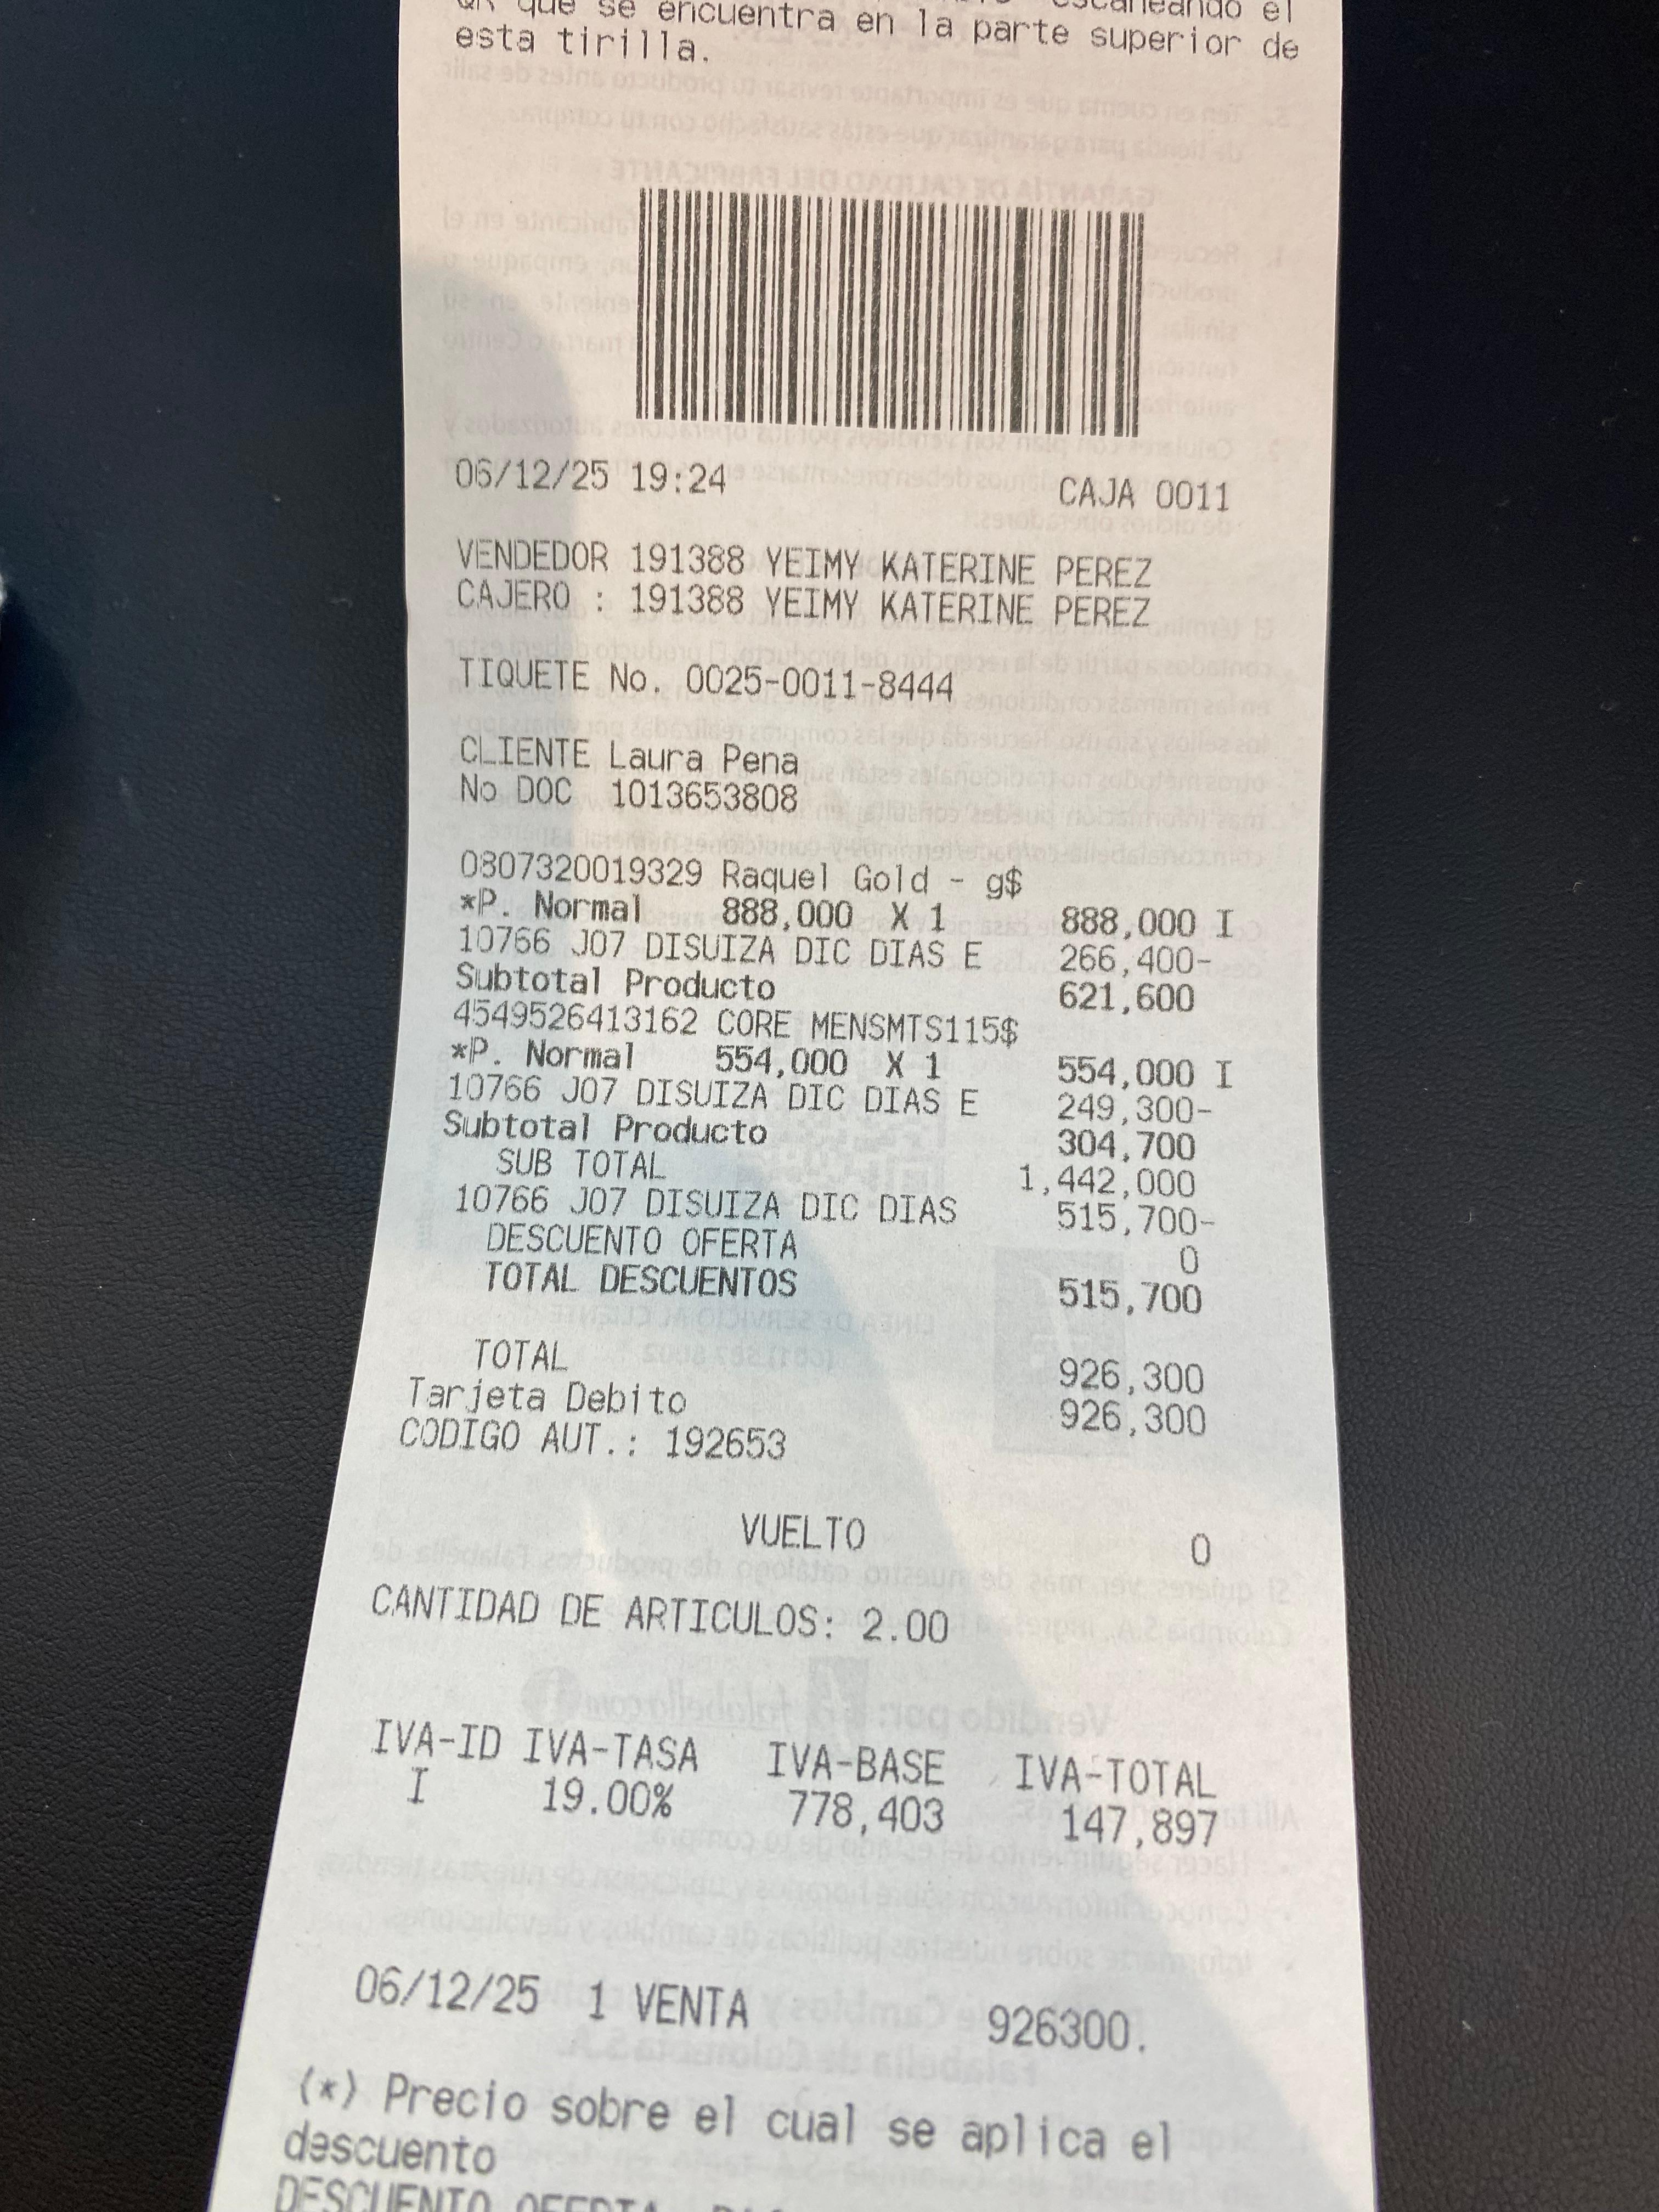 QR que se encuentra en la parte superior de
esta tirilla.
06/12/25 19:24 CAJA 0011
VENDEDOR 191388 YEIMY KATERINE PEREZ
CAJERO : 191388 YEIMY KATERINE PEREZ
TIQUETE No. 0025-0011-8444
CLIENTE Laura Pena
No DOC 1013653808
0807320019329 Raquel Gold - g$
*P. Normal 888,000 X 1 888,000 I
10766 J07 DISUIZA DIC DIAS E 266,400-
Subtotal Producto 621,600
4549526413162 CORE MENSMTS115$
*P. Normal 554,000 X 1 554,000 I
10766 J07 DISUIZA DIC DIAS E 249,300-
Subtotal Producto 304,700
SUB TOTAL 1,442,000
10766 J07 DISUIZA DIC DIAS 515,700-
DESCUENTO OFERTA 0
TOTAL DESCUENTOS 515,700
TOTAL 926,300
Tarjeta Debito 926,300
CODIGO AUT.: 192653
VUELTO 0
CANTIDAD DE ARTICULOS: 2.00
IVA-ID IVA-TASA IVA-BASE IVA-TOTAL
I 19.00% 778,403 147,897
06/12/25 1 VENTA 926300.
(*) Precio sobre el cual se aplica el
descuento
DESCUENTO OFERTA